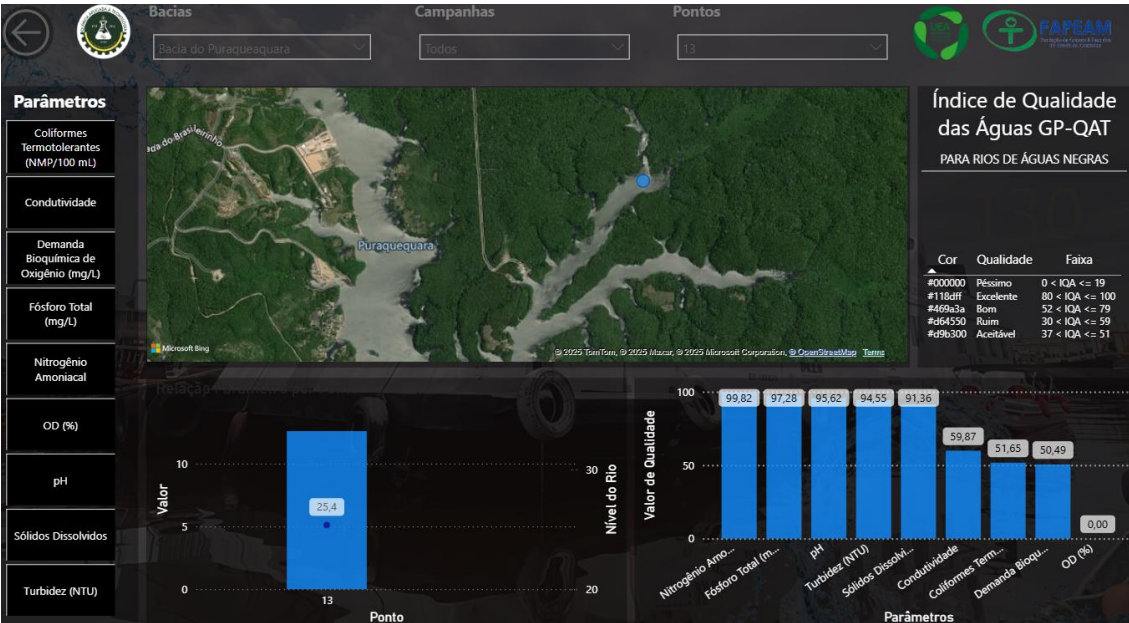 Bacias
Campanhas
Pontos
Bacia do Puraqueaquara
Todos
13
UEA
FAPEAM
Parâmetros
Coliformes
Termotolerantes
(NMP/100 mL)
Condutividade
Demanda
Bioquímica de
Oxigênio (mg/L)
Fósforo Total
(mg/L)
Nitrogênio
Amoniacal
OD (%)
pH
Sólidos Dissolvidos
Turbidez (NTU)
ada do Brasileirinho
Puraquequara
Microsoft Bing
© 2025 TomTom, © 2025 Maxar, © 2025 Microsoft Corporation, © OpenStreetMap Terms
Índice de Qualidade
das Águas GP-QAT
PARA RIOS DE ÁGUAS NEGRAS
Cor Qualidade Faixa
#000000 Péssimo 0 < IQA <= 19
#118dff Excelente 80 < IQA <= 100
#469a3a Bom 52 < IQA <= 79
#d64550 Ruim 30 < IQA <= 59
#d9b300 Aceitável 37 < IQA <= 51
Relação
Valor
10
5
0
25,4
13
Ponto
30
20
Nível do Rio
Valor de Qualidade
100
50
0
99,82 97,28 95,62 94,55 91,36 59,87 51,65 50,49 0,00
Nitrogênio Amo... Fósforo Total (m... pH Turbidez (NTU) Sólidos Dissolvi... Condutividade Coliformes Term... Demanda Bioqu... OD (%)
Parâmetros